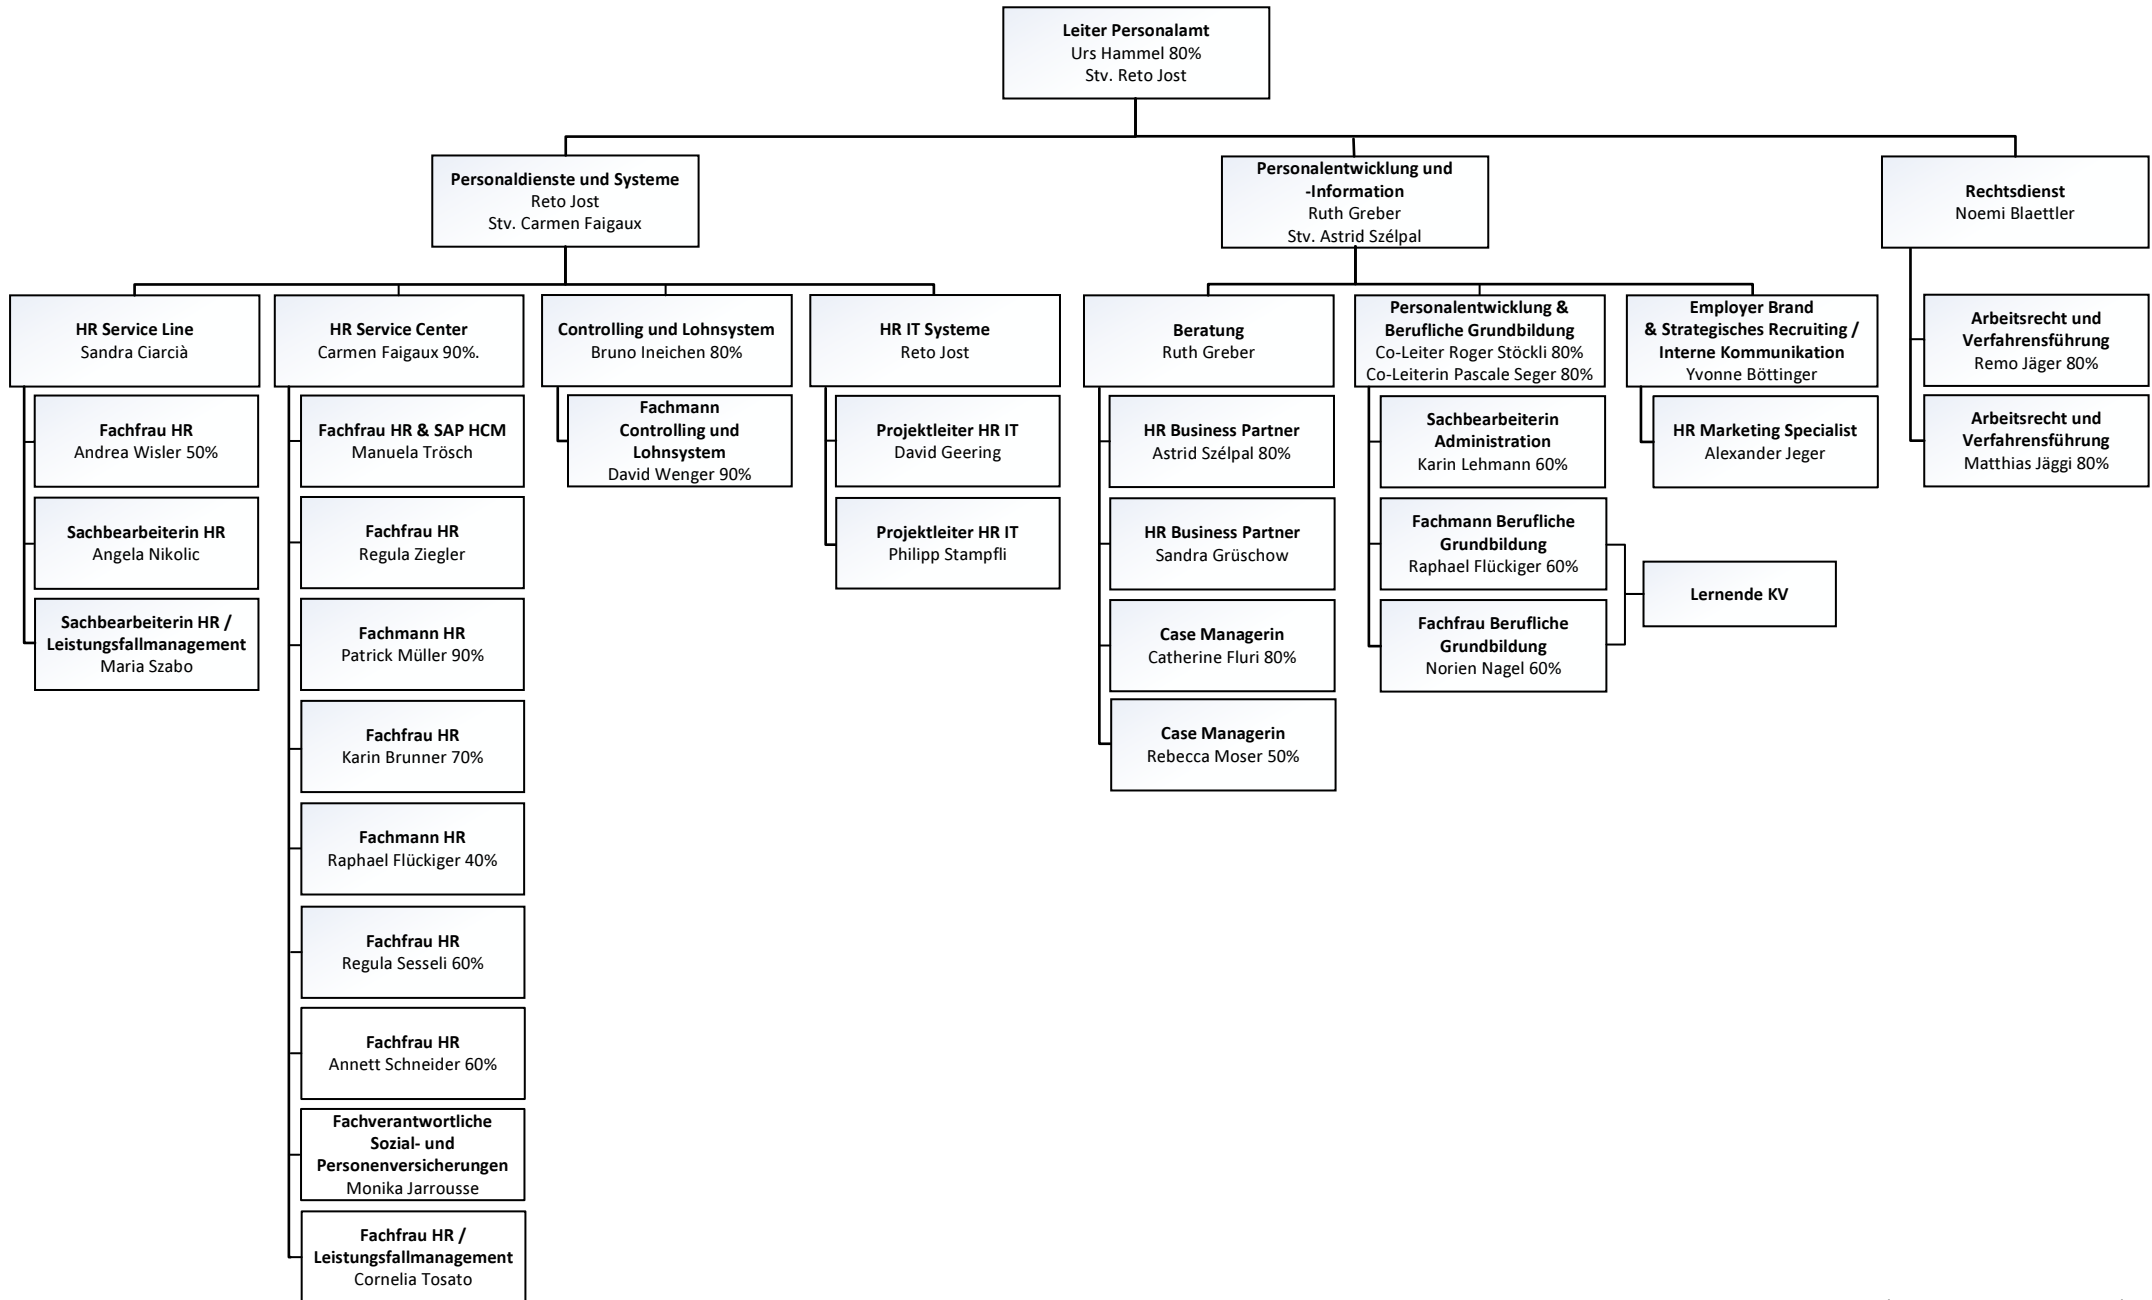 Leiter Personalamt
Urs Hammel 80%
Stv. Reto Jost
Personaldienste und Systeme
Reto Jost
Stv. Carmen Faigaux
Personalentwicklung und
-Information
Ruth Greber
Stv. Astrid Szélpal
Rechtsdienst
Noemi Blaettler
HR Service Line
Sandra Ciarcià
Fachfrau HR
Andrea Wisler 50%
Sachbearbeiterin HR
Angela Nikolic
Sachbearbeiterin HR /
Leistungsfallmanagement
Maria Szabo
HR Service Center
Carmen Faigaux 90%.
Fachfrau HR & SAP HCM
Manuela Trösch
Fachfrau HR
Regula Ziegler
Fachmann HR
Patrick Müller 90%
Fachfrau HR
Karin Brunner 70%
Fachmann HR
Raphael Flückiger 40%
Fachfrau HR
Regula Sesseli 60%
Fachfrau HR
Annett Schneider 60%
Fachverantwortliche
Sozial- und
Personenversicherungen
Monika Jarrousse
Fachfrau HR /
Leistungsfallmanagement
Cornelia Tosato
Controlling und Lohnsystem
Bruno Ineichen 80%
Fachmann
Controlling und
Lohnsystem
David Wenger 90%
HR IT Systeme
Reto Jost
Projektleiter HR IT
David Geering
Projektleiter HR IT
Philipp Stampfli
Beratung
Ruth Greber
HR Business Partner
Astrid Szélpal 80%
HR Business Partner
Sandra Grüschow
Case Managerin
Catherine Fluri 80%
Case Managerin
Rebecca Moser 50%
Personalentwicklung &
Berufliche Grundbildung
Co-Leiter Roger Stöckli 80%
Co-Leiterin Pascale Seger 80%
Sachbearbeiterin
Administration
Karin Lehmann 60%
Fachmann Berufliche
Grundbildung
Raphael Flückiger 60%
Fachfrau Berufliche
Grundbildung
Norien Nagel 60%
Lernende KV
Employer Brand
& Strategisches Recruiting /
Interne Kommunikation
Yvonne Böttinger
HR Marketing Specialist
Alexander Jeger
Arbeitsrecht und
Verfahrensführung
Remo Jäger 80%
Arbeitsrecht und
Verfahrensführung
Matthias Jäggi 80%